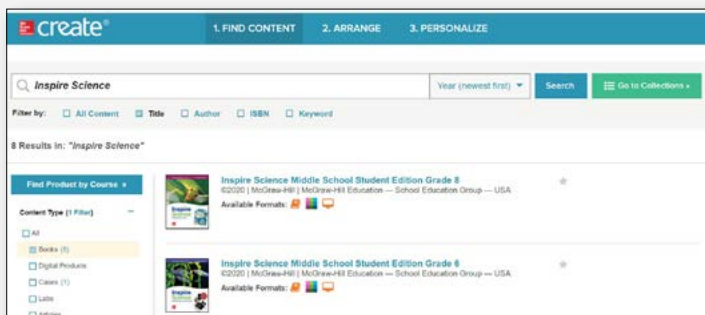 create®
1. FIND CONTENT 2. ARRANGE 3. PERSONALIZE
Inspire Science Year (newest first) Search Go to Collections »
Filter by: All Content Title Author ISBN Keyword
8 Results in: "Inspire Science"
Find Product by Course »
Content Type (1 Filter) –
All
Books (8)
Digital Products
Cases (1)
Labs
Articles
Inspire Science Middle School Student Edition Grade 8
©2020 | McGraw-Hill | McGraw-Hill Education — School Education Group — USA
Available Formats:
Inspire Science Middle School Student Edition Grade 6
©2020 | McGraw-Hill | McGraw-Hill Education — School Education Group — USA
Available Formats: